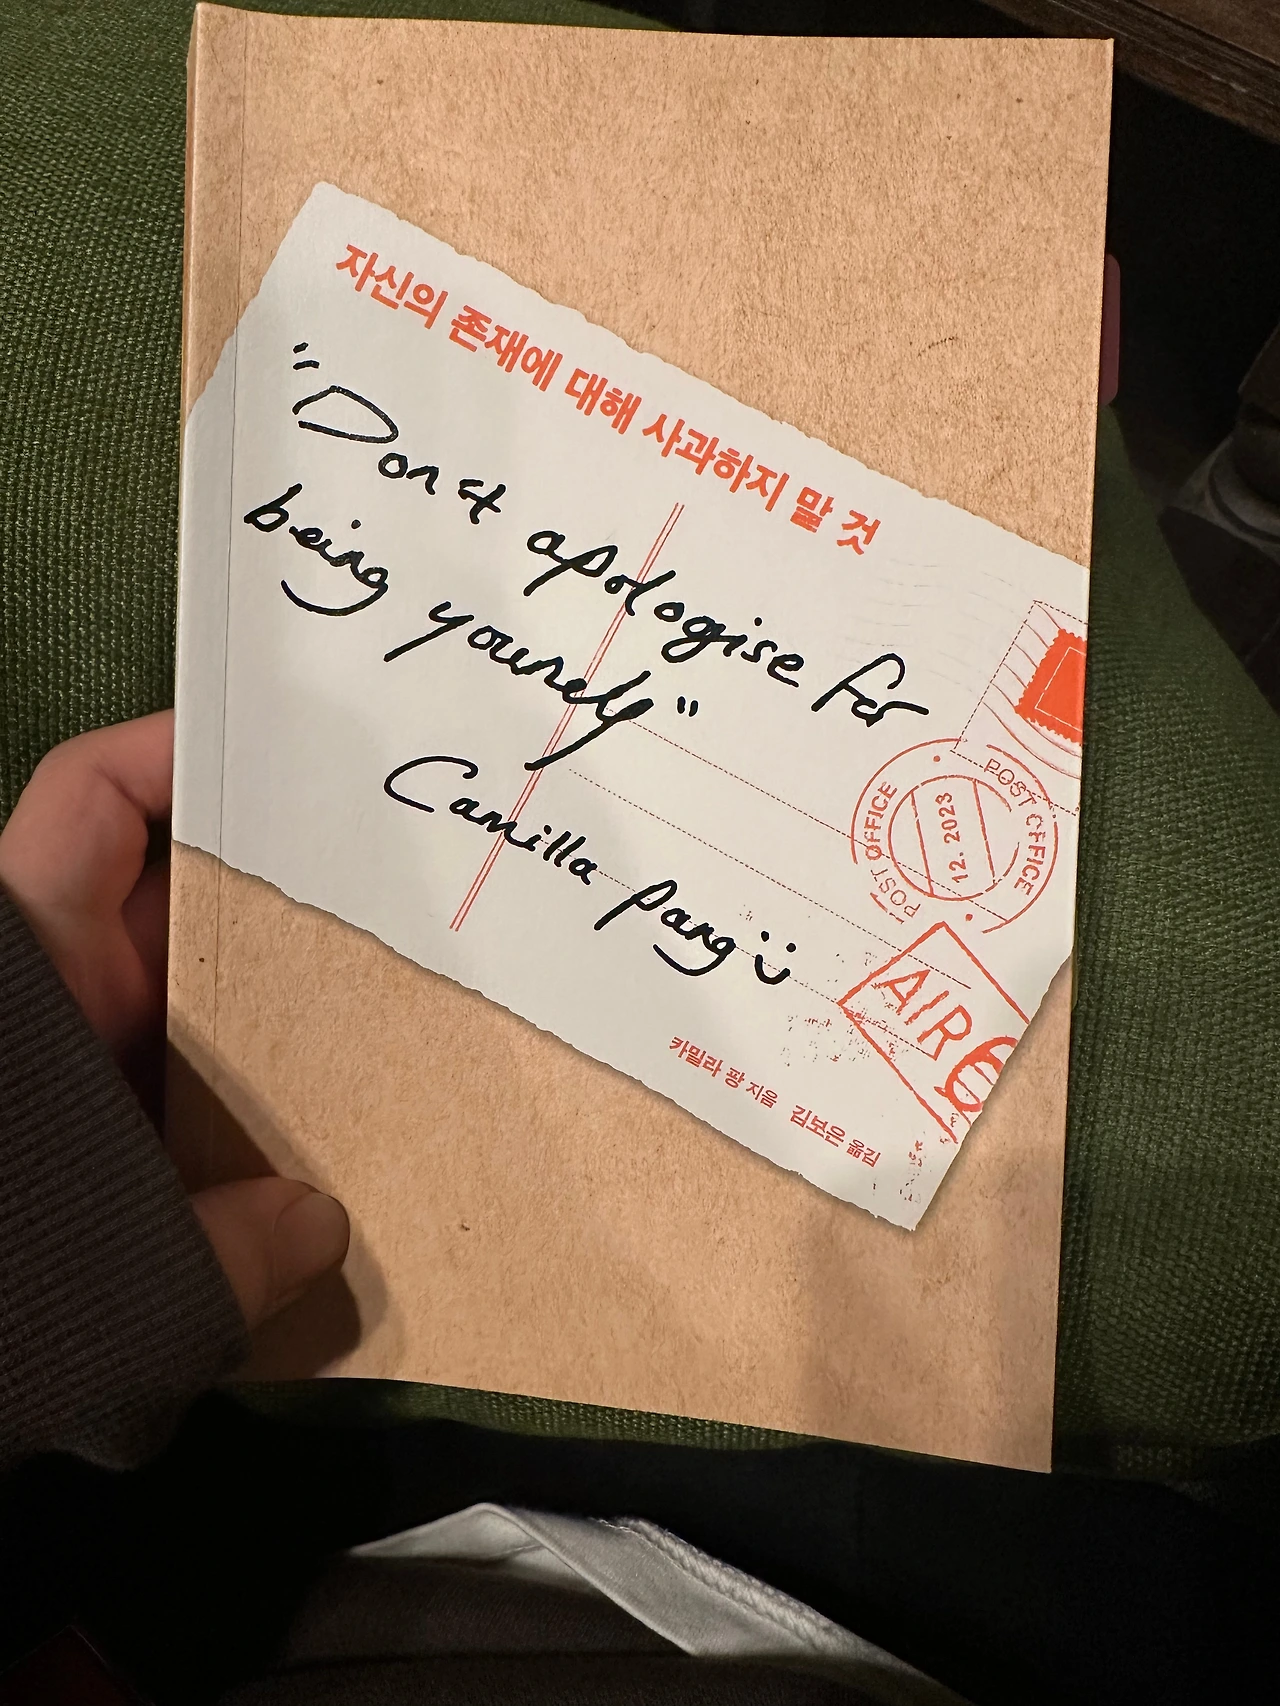 자신의 존재에 대해 사과하지 말 것
"Don't apologise for
being yourself"
Camilla Pang
POST OFFICE
12. 2023
POST OFFICE
AIR
카밀라 팡 지음 김보은 옮김